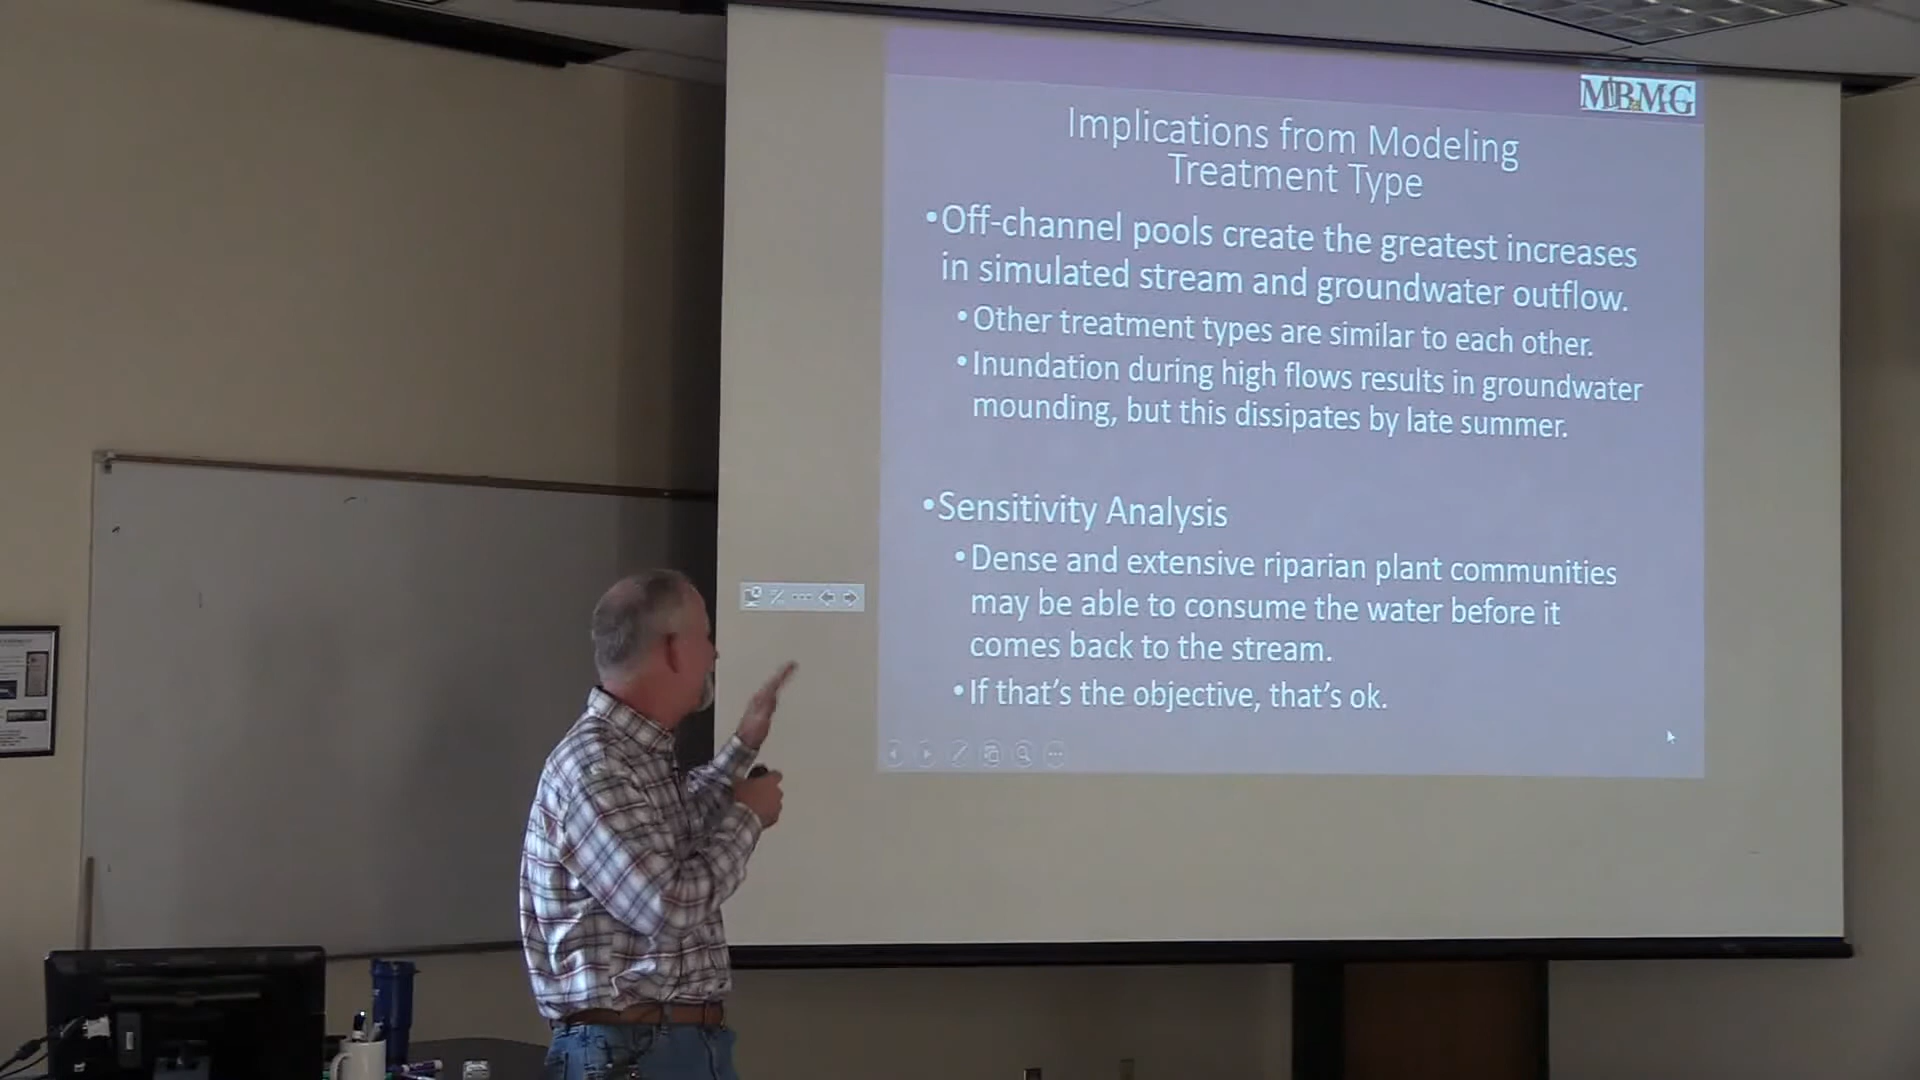 MBMG
Implications from Modeling
Treatment Type
•Off-channel pools create the greatest increases
in simulated stream and groundwater outflow.
•Other treatment types are similar to each other.
•Inundation during high flows results in groundwater
mounding, but this dissipates by late summer.
•Sensitivity Analysis
•Dense and extensive riparian plant communities
may be able to consume the water before it
comes back to the stream.
•If that's the objective, that's ok.